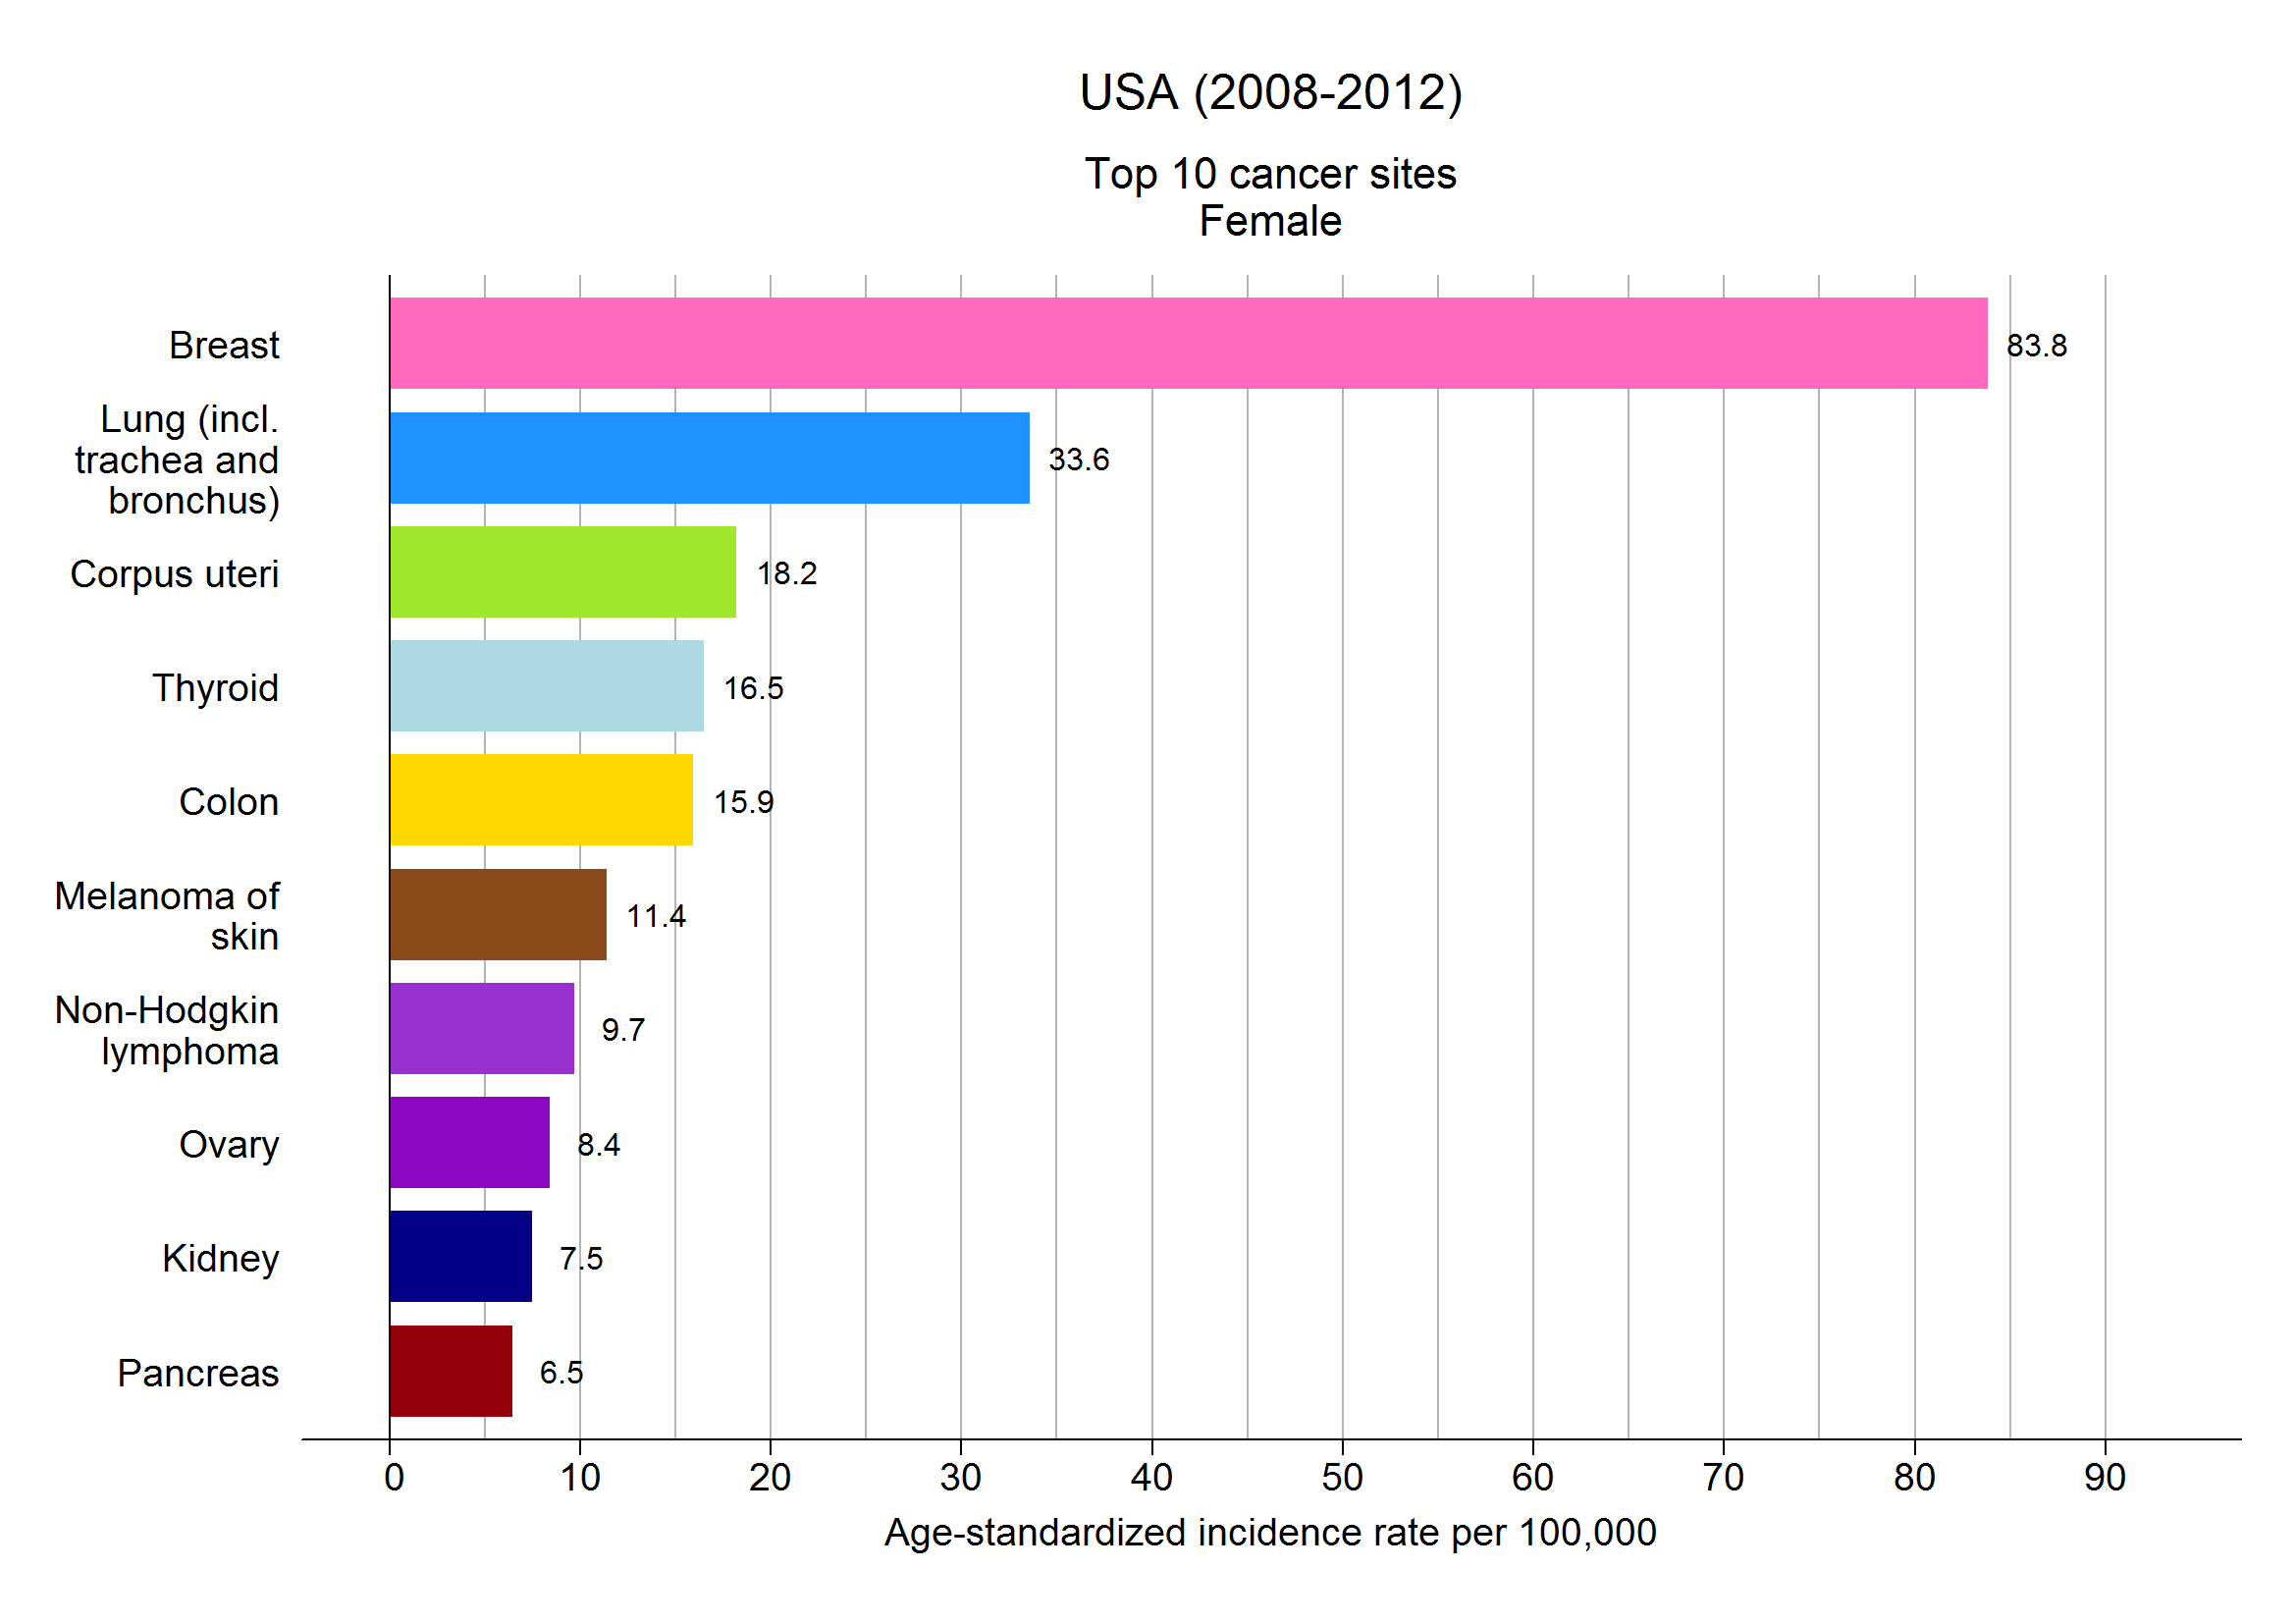 USA (2008-2012)
Top 10 cancer sites
Female
Breast
83.8
Lung (incl.
trachea and
bronchus)
33.6
Corpus uteri
18.2
Thyroid
16.5
Colon
15.9
Melanoma of
skin
11.4
Non-Hodgkin
lymphoma
9.7
Ovary
8.4
Kidney
7.5
Pancreas
6.5
0 10 20 30 40 50 60 70 80 90
Age-standardized incidence rate per 100,000